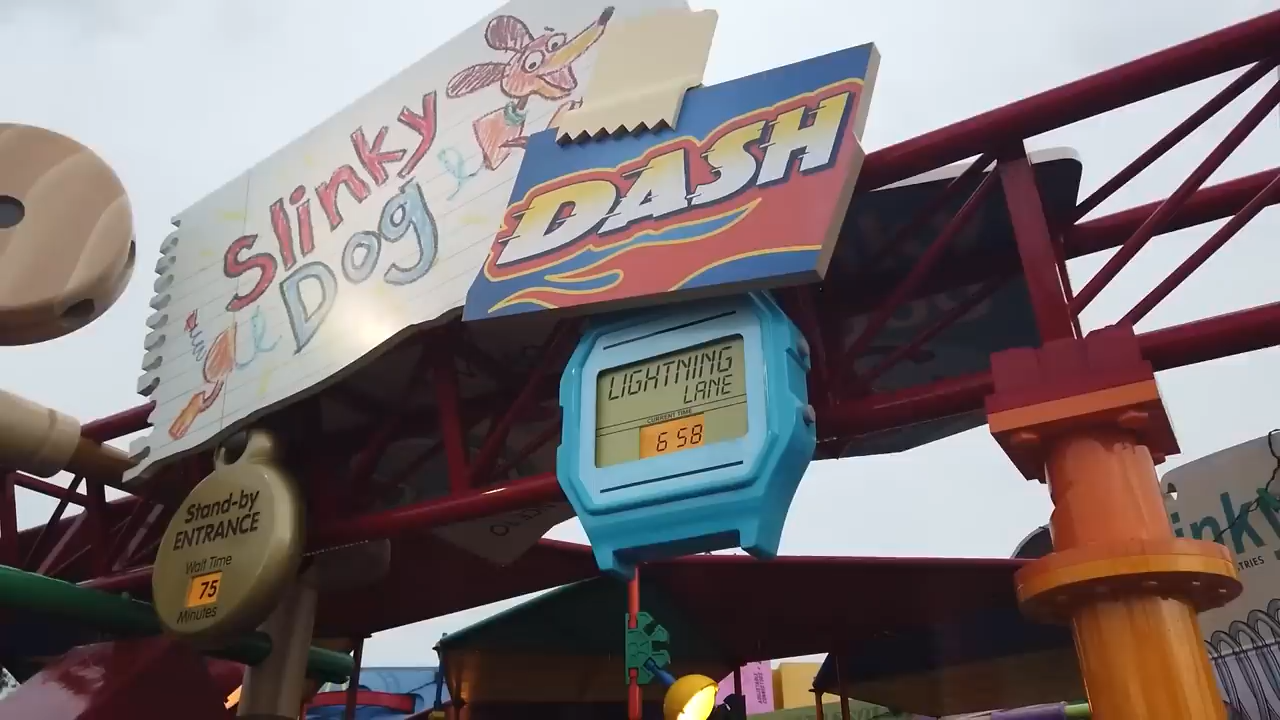 Slinky
Dog
DASH
LIGHTNING
LANE
CURRENT TIME
6 58
Stand-by
ENTRANCE
Wait Time
75
Minutes